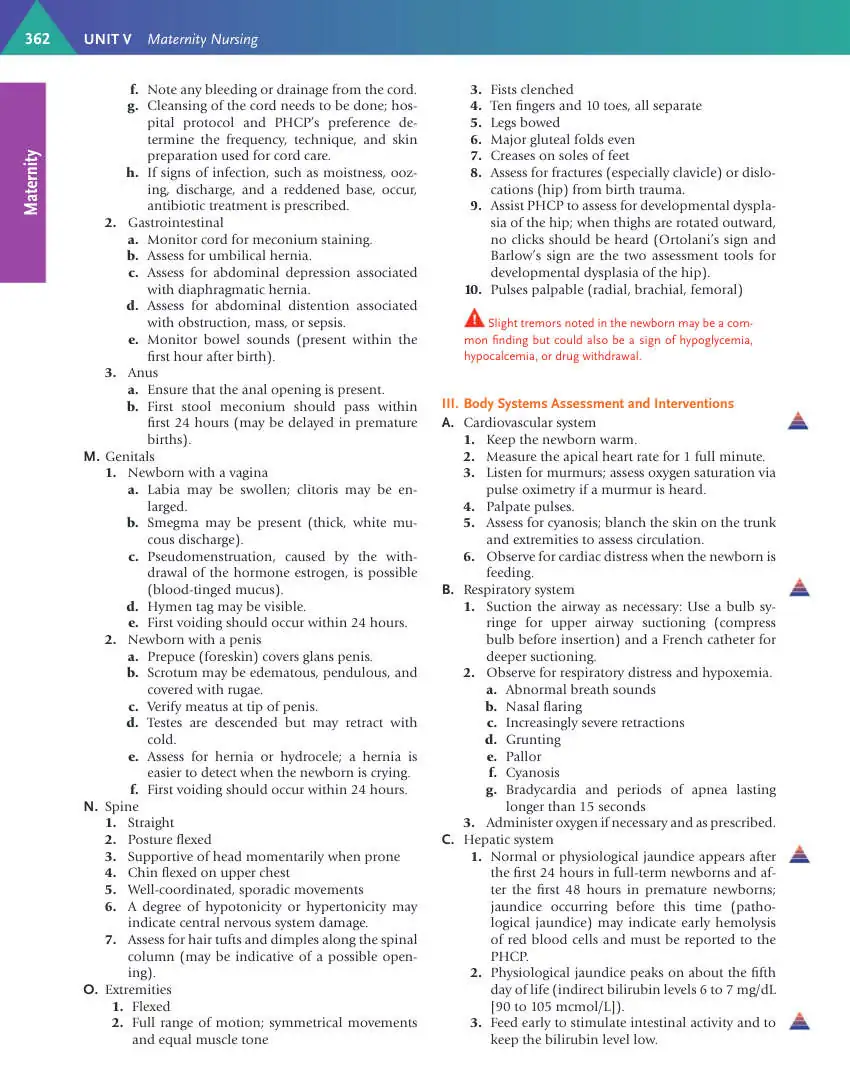 362
UNIT V Maternity Nursing
Maternity
f. Note any bleeding or drainage from the cord.
g. Cleansing of the cord needs to be done; hos-
pital protocol and PHCP's preference de-
termine the frequency, technique, and skin
preparation used for cord care.
h. If signs of infection, such as moistness, ooz-
ing, discharge, and a reddened base, occur,
antibiotic treatment is prescribed.
2. Gastrointestinal
a. Monitor cord for meconium staining.
b. Assess for umbilical hernia.
c. Assess for abdominal depression associated
with diaphragmatic hernia.
d. Assess for abdominal distention associated
with obstruction, mass, or sepsis.
e. Monitor bowel sounds (present within the
first hour after birth).
3. Anus
a. Ensure that the anal opening is present.
b. First stool meconium should pass within
first 24 hours (may be delayed in premature
births).
M. Genitals
1. Newborn with a vagina
a. Labia may be swollen; clitoris may be en-
larged.
b. Smegma may be present (thick, white mu-
cous discharge).
c. Pseudomenstruation, caused by the with-
drawal of the hormone estrogen, is possible
(blood-tinged mucus).
d. Hymen tag may be visible.
e. First voiding should occur within 24 hours.
2. Newborn with a penis
a. Prepuce (foreskin) covers glans penis.
b. Scrotum may be edematous, pendulous, and
covered with rugae.
c. Verify meatus at tip of penis.
d. Testes are descended but may retract with
cold.
e. Assess for hernia or hydrocele; a hernia is
easier to detect when the newborn is crying.
f. First voiding should occur within 24 hours.
N. Spine
1. Straight
2. Posture flexed
3. Supportive of head momentarily when prone
4. Chin flexed on upper chest
5. Well-coordinated, sporadic movements
6. A degree of hypotonicity or hypertonicity may
indicate central nervous system damage.
7. Assess for hair tufts and dimples along the spinal
column (may be indicative of a possible open-
ing).
O. Extremities
1. Flexed
2. Full range of motion; symmetrical movements
and equal muscle tone
3. Fists clenched
4. Ten fingers and 10 toes, all separate
5. Legs bowed
6. Major gluteal folds even
7. Creases on soles of feet
8. Assess for fractures (especially clavicle) or dislo-
cations (hip) from birth trauma.
9. Assist PHCP to assess for developmental dyspla-
sia of the hip; when thighs are rotated outward,
no clicks should be heard (Ortolani's sign and
Barlow's sign are the two assessment tools for
developmental dysplasia of the hip).
10. Pulses palpable (radial, brachial, femoral)
Slight tremors noted in the newborn may be a com-
mon finding but could also be a sign of hypoglycemia,
hypocalcemia, or drug withdrawal.
III. Body Systems Assessment and Interventions
A. Cardiovascular system
1. Keep the newborn warm.
2. Measure the apical heart rate for 1 full minute.
3. Listen for murmurs; assess oxygen saturation via
pulse oximetry if a murmur is heard.
4. Palpate pulses.
5. Assess for cyanosis; blanch the skin on the trunk
and extremities to assess circulation.
6. Observe for cardiac distress when the newborn is
feeding.
B. Respiratory system
1. Suction the airway as necessary: Use a bulb sy-
ringe for upper airway suctioning (compress
bulb before insertion) and a French catheter for
deeper suctioning.
2. Observe for respiratory distress and hypoxemia.
a. Abnormal breath sounds
b. Nasal flaring
c. Increasingly severe retractions
d. Grunting
e. Pallor
f. Cyanosis
g. Bradycardia and periods of apnea lasting
longer than 15 seconds
3. Administer oxygen if necessary and as prescribed.
C. Hepatic system
1. Normal or physiological jaundice appears after
the first 24 hours in full-term newborns and af-
ter the first 48 hours in premature newborns;
jaundice occurring before this time (patho-
logical jaundice) may indicate early hemolysis
of red blood cells and must be reported to the
PHCP.
2. Physiological jaundice peaks on about the fifth
day of life (indirect bilirubin levels 6 to 7 mg/dL
[90 to 105 mcmol/L]).
3. Feed early to stimulate intestinal activity and to
keep the bilirubin level low.